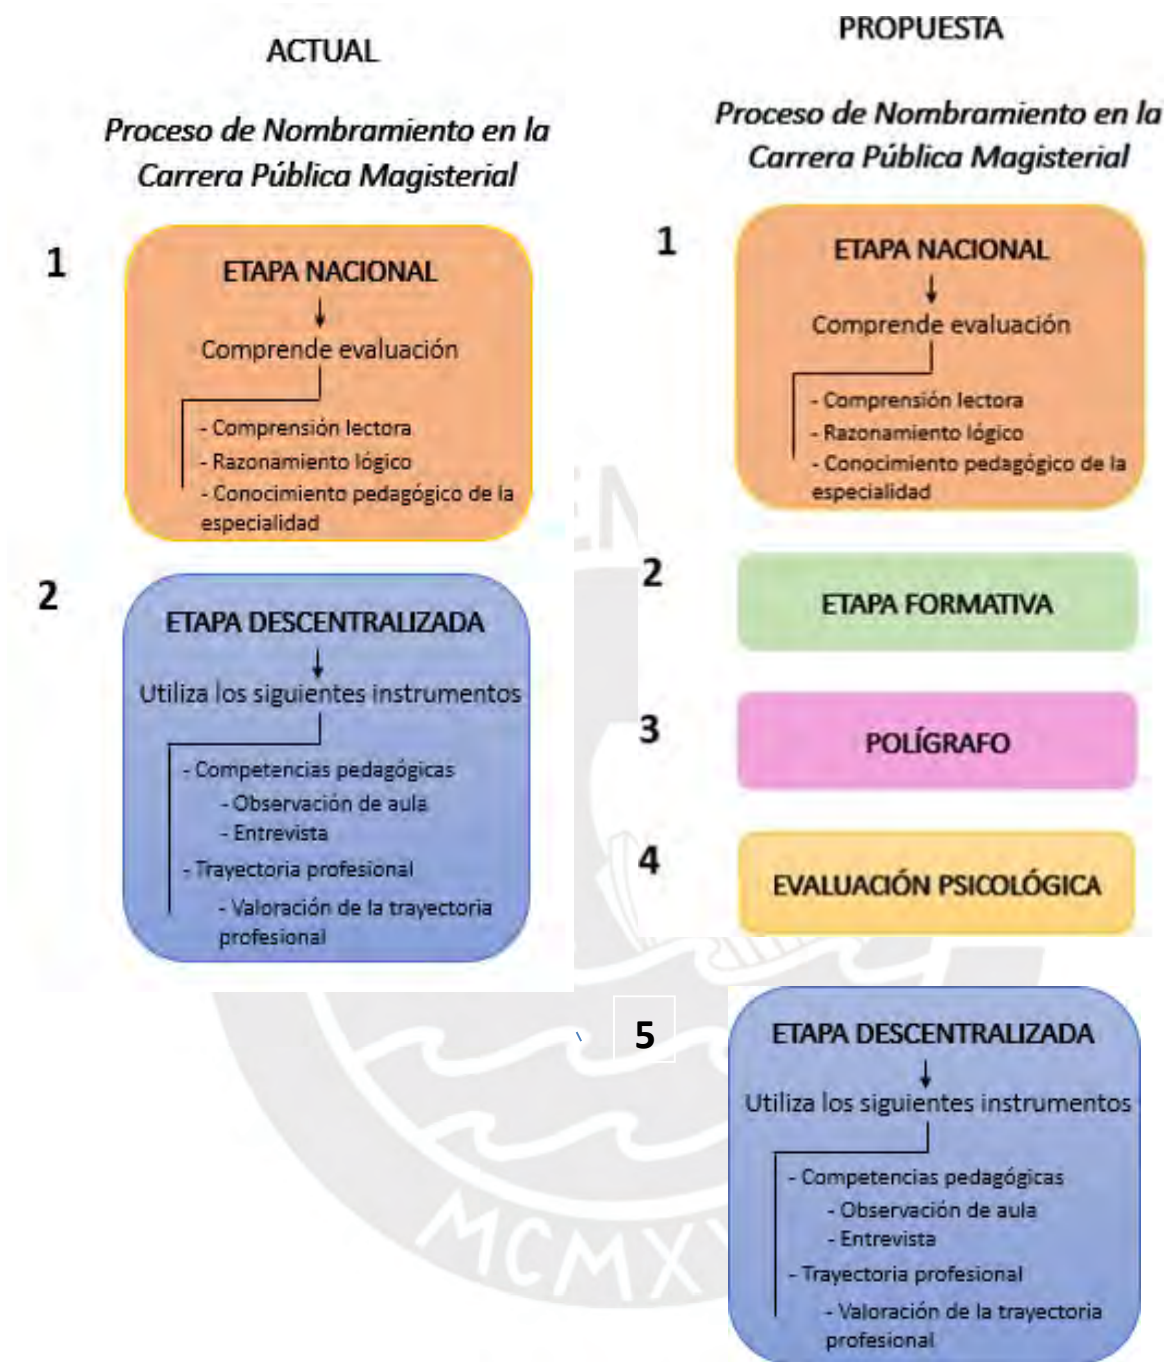 ACTUAL
Proceso de Nombramiento en la
Carrera Pública Magisterial
1
ETAPA NACIONAL
Comprende evaluación
- Comprensión lectora
- Razonamiento lógico
- Conocimiento pedagógico de la
especialidad
2
ETAPA DESCENTRALIZADA
Utiliza los siguientes instrumentos
- Competencias pedagógicas
- Observación de aula
- Entrevista
- Trayectoria profesional
- Valoración de la trayectoria
profesional
PROPUESTA
Proceso de Nombramiento en la
Carrera Pública Magisterial
1
ETAPA NACIONAL
Comprende evaluación
- Comprensión lectora
- Razonamiento lógico
- Conocimiento pedagógico de la
especialidad
2
ETAPA FORMATIVA
3
POLÍGRAFO
4
EVALUACIÓN PSICOLÓGICA
5
ETAPA DESCENTRALIZADA
Utiliza los siguientes instrumentos
- Competencias pedagógicas
- Observación de aula
- Entrevista
- Trayectoria profesional
- Valoración de la trayectoria
profesional